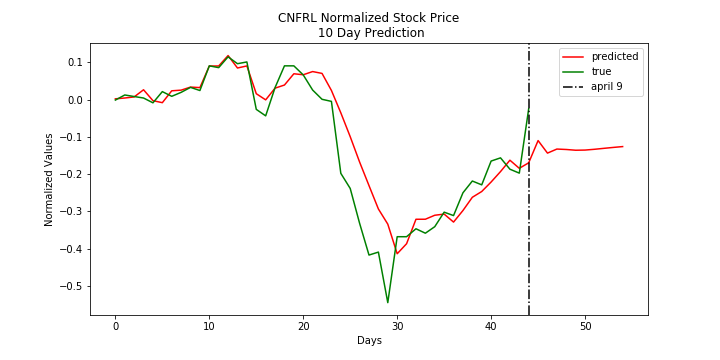 CNFRL Normalized Stock Price
10 Day Prediction
predicted
true
april 9
Normalized Values
0.1
0.0
−0.1
−0.2
−0.3
−0.4
−0.5
0 10 20 30 40 50
Days